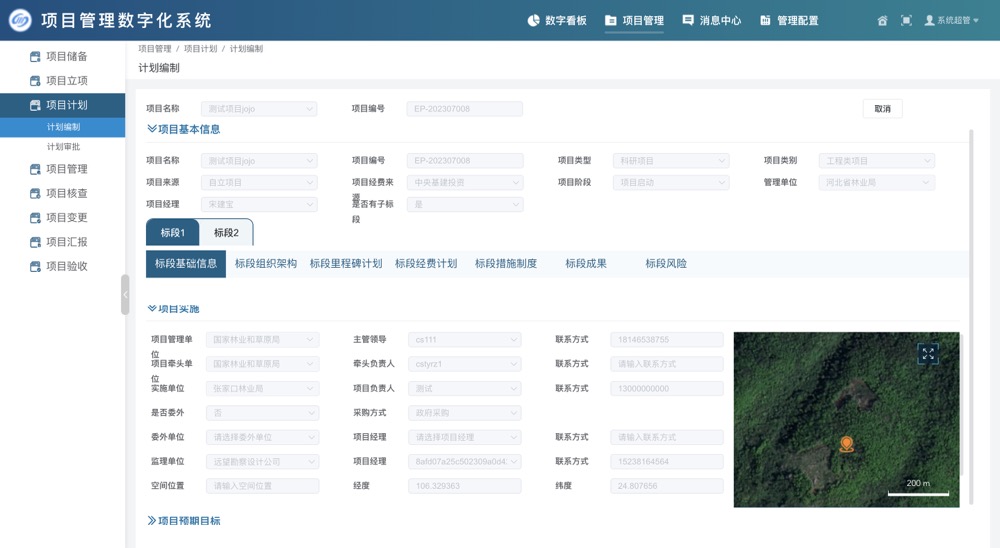 项目管理数字化系统
数字看板 项目管理 消息中心 管理配置
系统超管
项目储备
项目立项
项目计划
计划编制
计划审批
项目管理
项目核查
项目变更
项目汇报
项目验收
项目管理 / 项目计划 / 计划编制
计划编制
项目名称 测试项目jojo 项目编号 EP-202307008 取消
项目基本信息
项目名称 测试项目jojo 项目编号 EP-202307008 项目类型 科研项目 项目类别 工程类项目
项目来源 自立项目 项目经费来源 中央基建投资 项目阶段 项目启动 管理单位 河北省林业局
项目经理 宋建宝 是否有子标段 是
标段1 标段2
标段基础信息 标段组织架构 标段里程碑计划 标段经费计划 标段措施制度 标段成果 标段风险
项目实施
项目管理单位 国家林业和草原局 主管领导 cs111 联系方式 18146538755
项目牵头单位 国家林业和草原局 牵头负责人 cstyrz1 联系方式 请输入联系方式
实施单位 张家口林业局 项目负责人 测试 联系方式 13000000000
是否委外 否 采购方式 政府采购
委外单位 请选择委外单位 项目经理 请选择项目经理 联系方式 请输入联系方式
监理单位 远望勘察设计公司 项目经理 8afd07a25c502309a0d4 联系方式 15238164564
空间位置 请输入空间位置 经度 106.329363 纬度 24.807656
200 m
项目预期目标